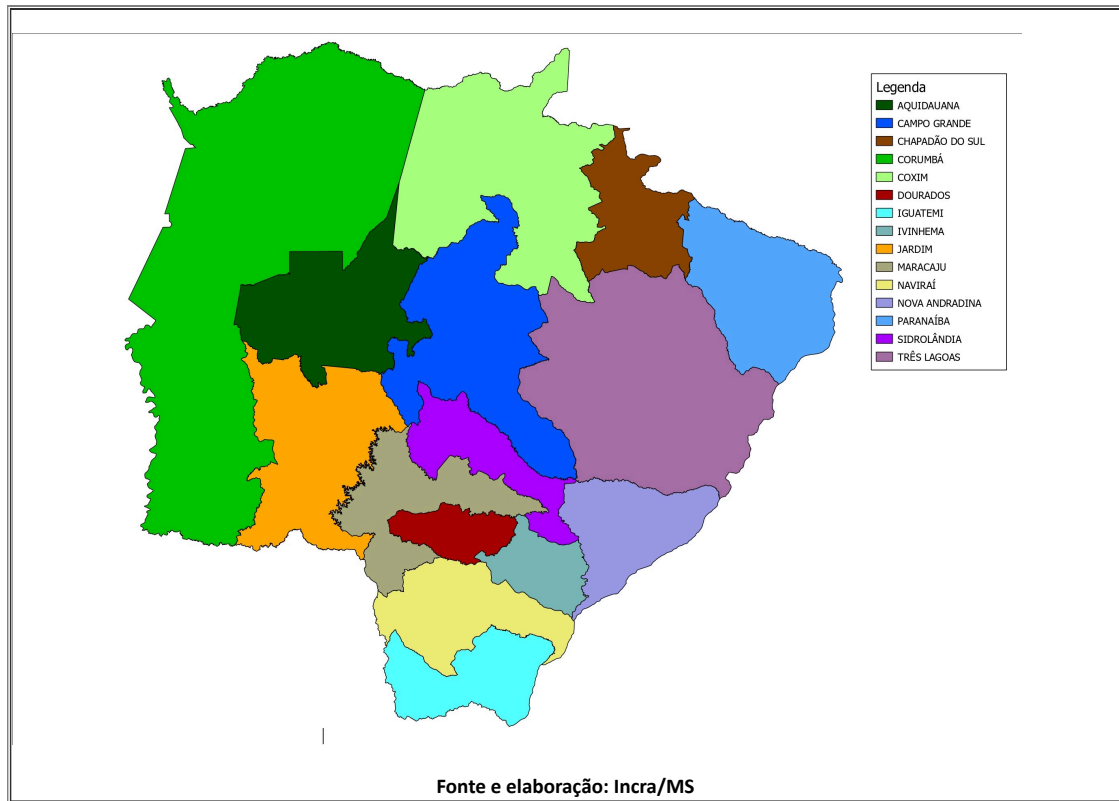 Legenda
AQUIDAUANA
CAMPO GRANDE
CHAPADÃO DO SUL
CORUMBÁ
COXIM
DOURADOS
IGUATEMI
IVINHEMA
JARDIM
MARACAJU
NAVIRAÍ
NOVA ANDRADINA
PARANAÍBA
SIDROLÂNDIA
TRÊS LAGOAS
Fonte e elaboração: Incra/MS